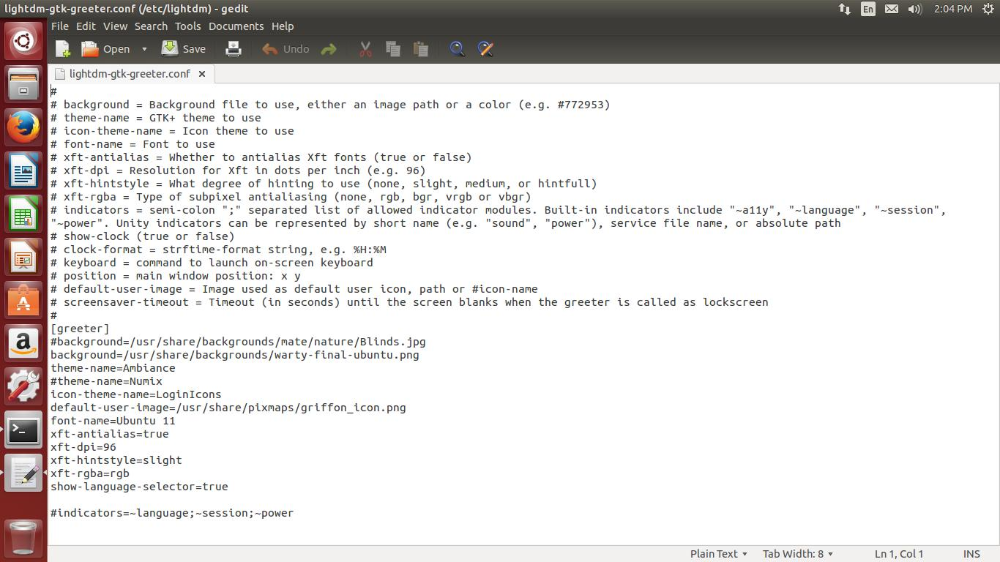 lightdm-gtk-greeter.conf (/etc/lightdm) - gedit
En
2:04 PM
File Edit View Search Tools Documents Help
Open Save Undo
lightdm-gtk-greeter.conf
#
# background = Background file to use, either an image path or a color (e.g. #772953)
# theme-name = GTK+ theme to use
# icon-theme-name = Icon theme to use
# font-name = Font to use
# xft-antialias = Whether to antialias Xft fonts (true or false)
# xft-dpi = Resolution for Xft in dots per inch (e.g. 96)
# xft-hintstyle = What degree of hinting to use (none, slight, medium, or hintfull)
# xft-rgba = Type of subpixel antialiasing (none, rgb, bgr, vrgb or vbgr)
# indicators = semi-colon ";" separated list of allowed indicator modules. Built-in indicators include "~a11y", "~language", "~session",
"~power". Unity indicators can be represented by short name (e.g. "sound", "power"), service file name, or absolute path
# show-clock (true or false)
# clock-format = strftime-format string, e.g. %H:%M
# keyboard = command to launch on-screen keyboard
# position = main window position: x y
# default-user-image = Image used as default user icon, path or #icon-name
# screensaver-timeout = Timeout (in seconds) until the screen blanks when the greeter is called as lockscreen
#
[greeter]
#background=/usr/share/backgrounds/mate/nature/Blinds.jpg
background=/usr/share/backgrounds/warty-final-ubuntu.png
theme-name=Ambiance
#theme-name=Numix
icon-theme-name=LoginIcons
default-user-image=/usr/share/pixmaps/griffon_icon.png
font-name=Ubuntu 11
xft-antialias=true
xft-dpi=96
xft-hintstyle=slight
xft-rgba=rgb
show-language-selector=true
#indicators=~language;~session;~power
Plain Text Tab Width: 8 Ln 1, Col 1 INS